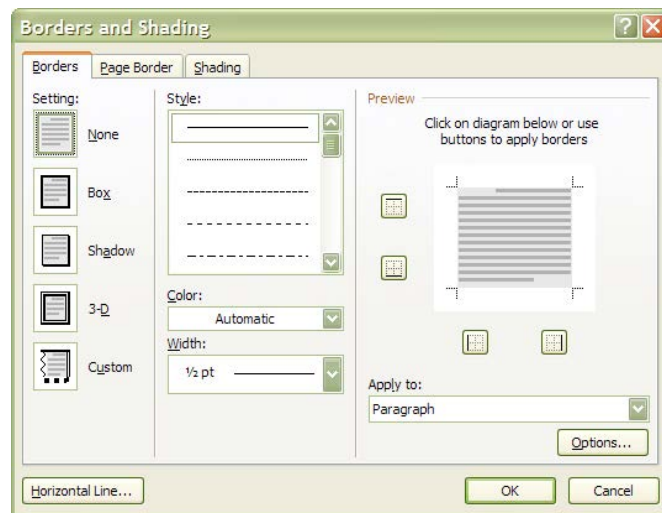 Borders and Shading
Borders
Page Border
Shading
Setting:
None
Box
Shadow
3-D
Custom
Style:
Color:
Automatic
Width:
½ pt
Preview
Click on diagram below or use
buttons to apply borders
Apply to:
Paragraph
Options...
Horizontal Line...
OK
Cancel